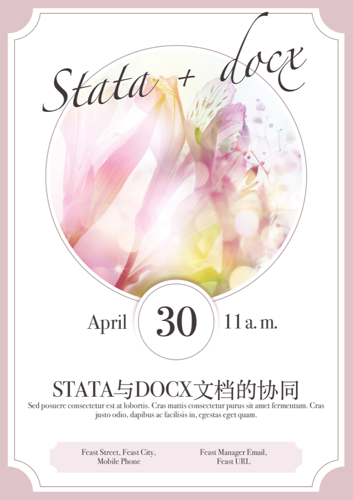 Stata + docx
April 30 11 a.m.
STATA与DOCX文档的协同
Sed posuere consectetur est at lobortis. Cras mattis consectetur purus sit amet fermentum. Cras
justo odio, dapibus ac facilisis in, egestas eget quam.
Feast Street, Feast City,
Mobile Phone
Feast Manager Email,
Feast URL